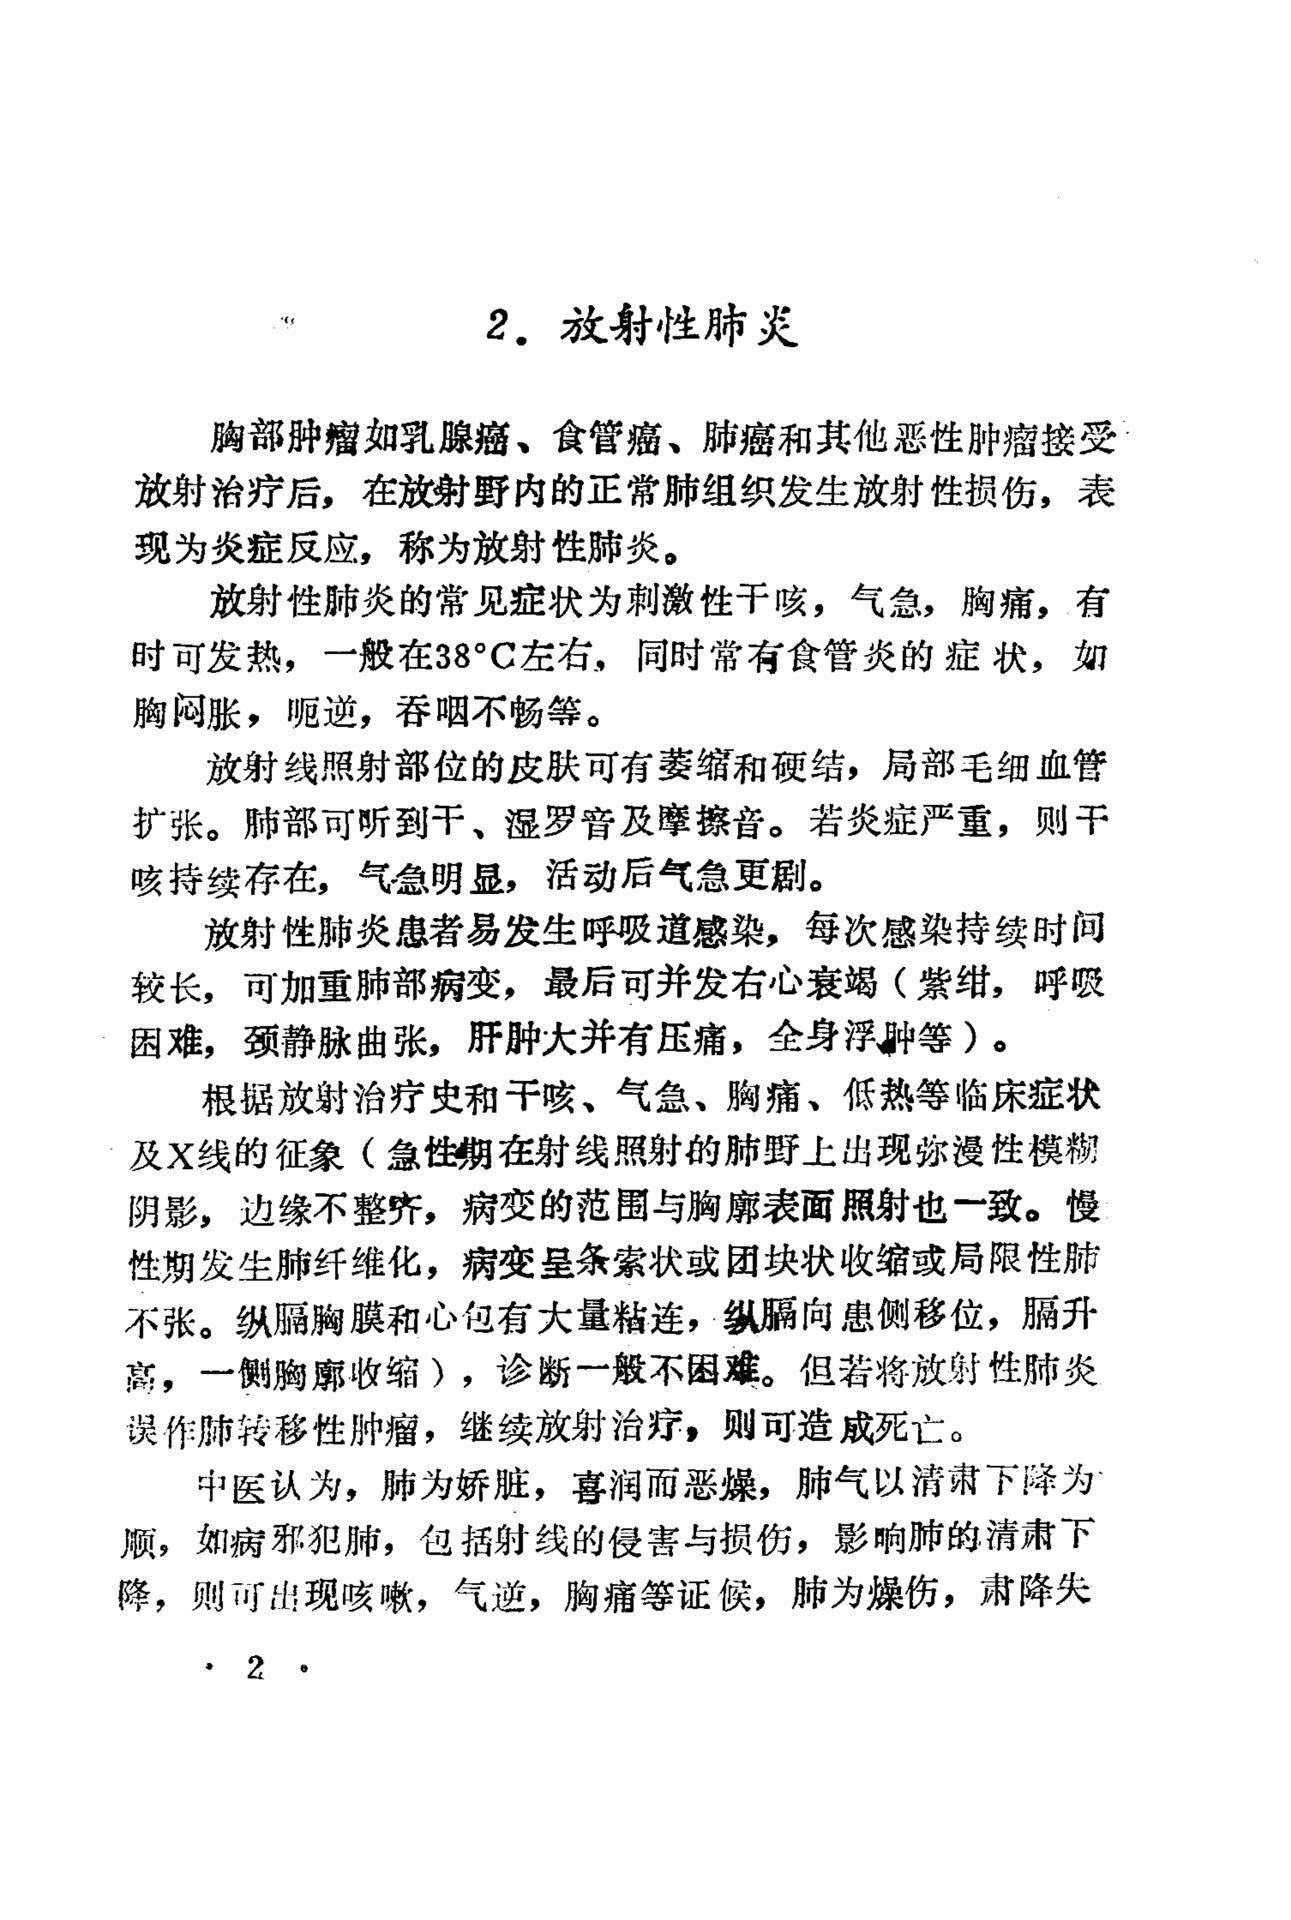 2．放射性肺炎
胸部肿瘤如乳腺癌、食管癌、肺癌和其他恶性肿瘤接受
放射治疗后，在放射野内的正常肺组织发生放射性损伤，表
现为炎症反应，称为放射性肺炎。
放射性肺炎的常见症状为刺激性干咳，气急，胸痛，有
时可发热，一般在38°C左右，同时常有食管炎的症状，如
胸闷胀，呃逆，吞咽不畅等。
放射线照射部位的皮肤可有萎缩和硬结，局部毛细血管
扩张。肺部可听到干、湿罗音及摩擦音。若炎症严重，则干
咳持续存在，气急明显，活动后气急更剧。
放射性肺炎患者易发生呼吸道感染，每次感染持续时间
较长，可加重肺部病变，最后可并发右心衰竭（紫绀，呼吸
困难，颈静脉曲张，肝肿大并有压痛，全身浮肿等）。
根据放射治疗史和干咳、气急、胸痛、低热等临床症状
及X线的征象（急性期在射线照射的肺野上出现弥漫性模糊
阴影，边缘不整齐，病变的范围与胸廓表面照射也一致。慢
性期发生肺纤维化，病变呈条索状或团块状收缩或局限性肺
不张。纵膈胸膜和心包有大量粘连，纵膈向患侧移位，膈升
高，一侧胸廓收缩），诊断一般不困难。但若将放射性肺炎
误作肺转移性肿瘤，继续放射治疗，则可造成死亡。
中医认为，肺为娇脏，喜润而恶燥，肺气以清肃下降为
顺，如病邪犯肺，包括射线的侵害与损伤，影响肺的清肃下
降，则可出现咳嗽，气逆，胸痛等证候，肺为燥伤，肃降失
· 2 ·